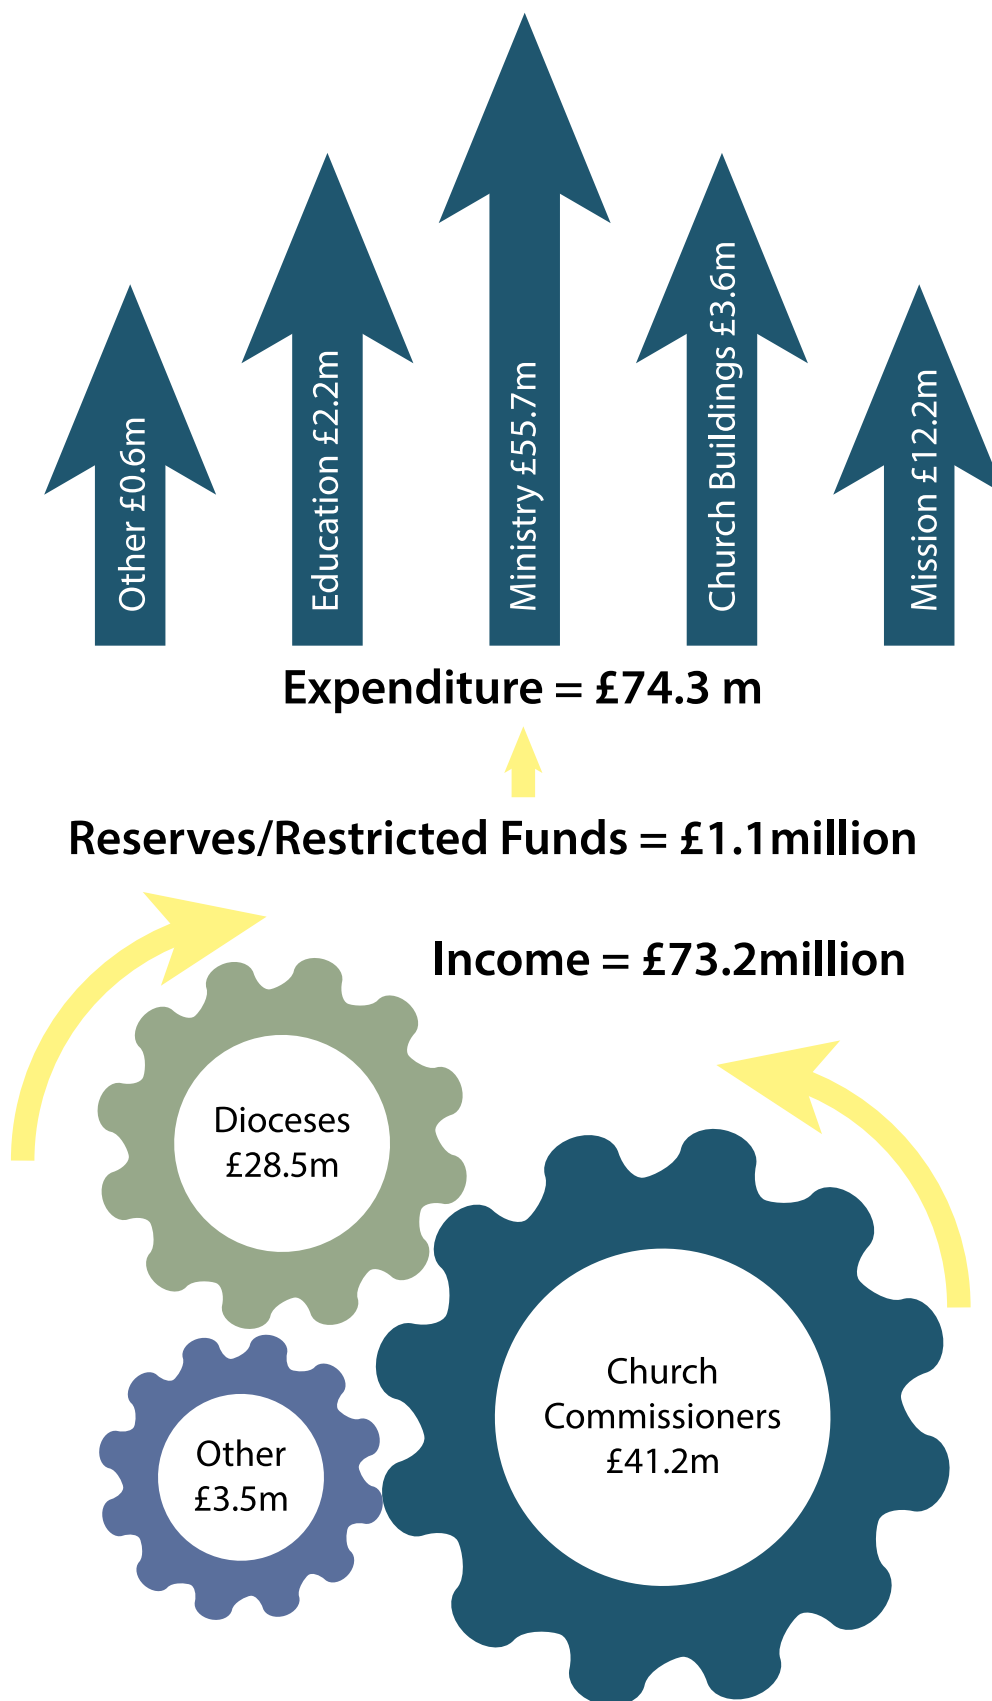 Other £0.6m
Education £2.2m
Ministry £55.7m
Church Buildings £3.6m
Mission £12.2m
Expenditure = £74.3 m
Reserves/Restricted Funds = £1.1million
Income = £73.2million
Dioceses
£28.5m
Church
Commissioners
£41.2m
Other
£3.5m